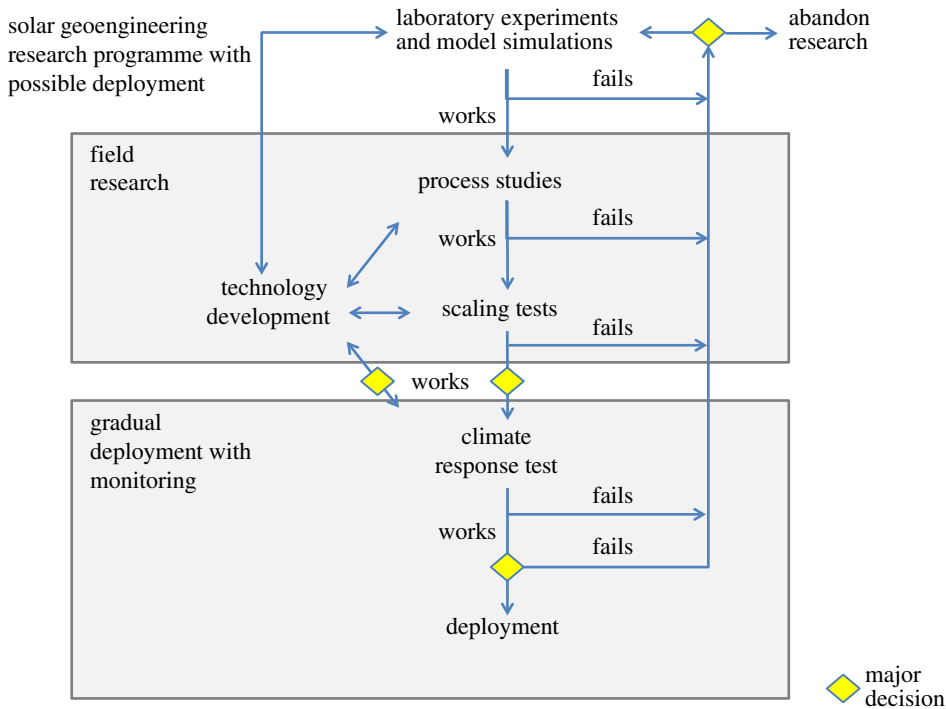 solar geoengineering
research programme with
possible deployment
laboratory experiments
and model simulations
abandon
research
fails
works
field
research
process studies
fails
works
technology
development
scaling tests
fails
works
gradual
deployment with
monitoring
climate
response test
fails
works
fails
deployment
major
decision